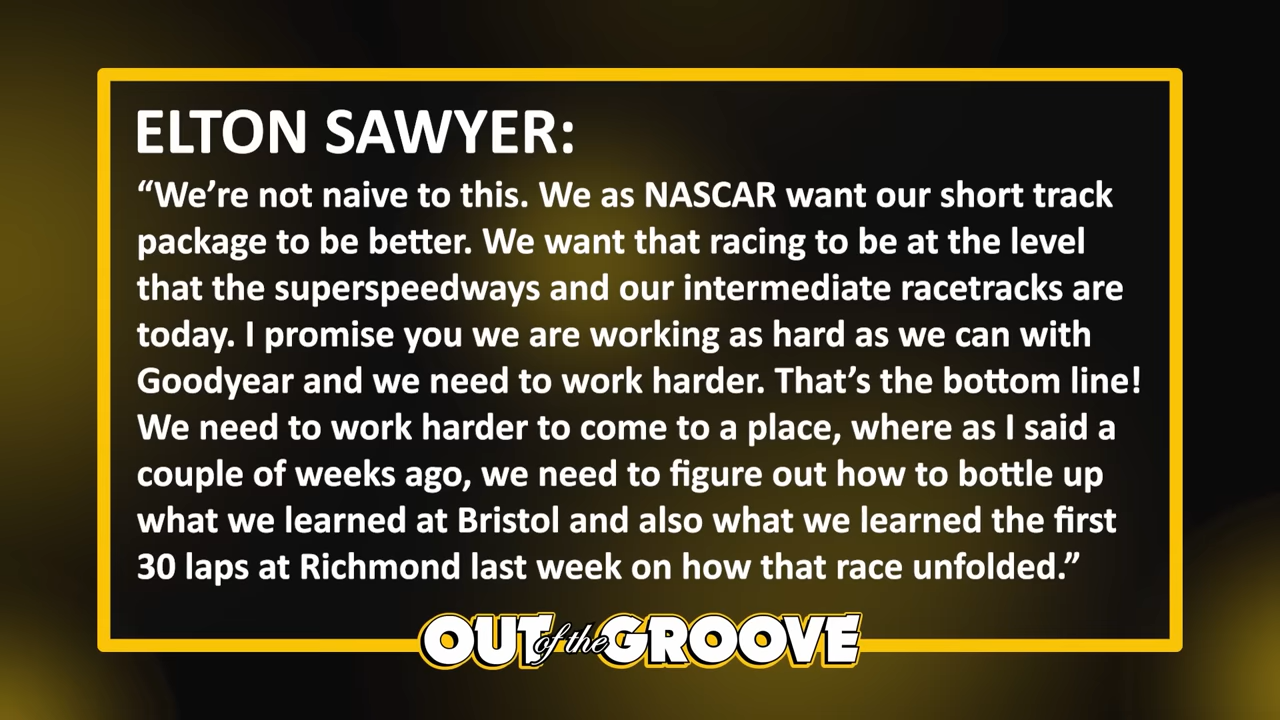 ELTON SAWYER:
“We’re not naive to this. We as NASCAR want our short track
package to be better. We want that racing to be at the level
that the superspeedways and our intermediate racetracks are
today. I promise you we are working as hard as we can with
Goodyear and we need to work harder. That’s the bottom line!
We need to work harder to come to a place, where as I said a
couple of weeks ago, we need to figure out how to bottle up
what we learned at Bristol and also what we learned the first
30 laps at Richmond last week on how that race unfolded.”
OUT of the GROOVE